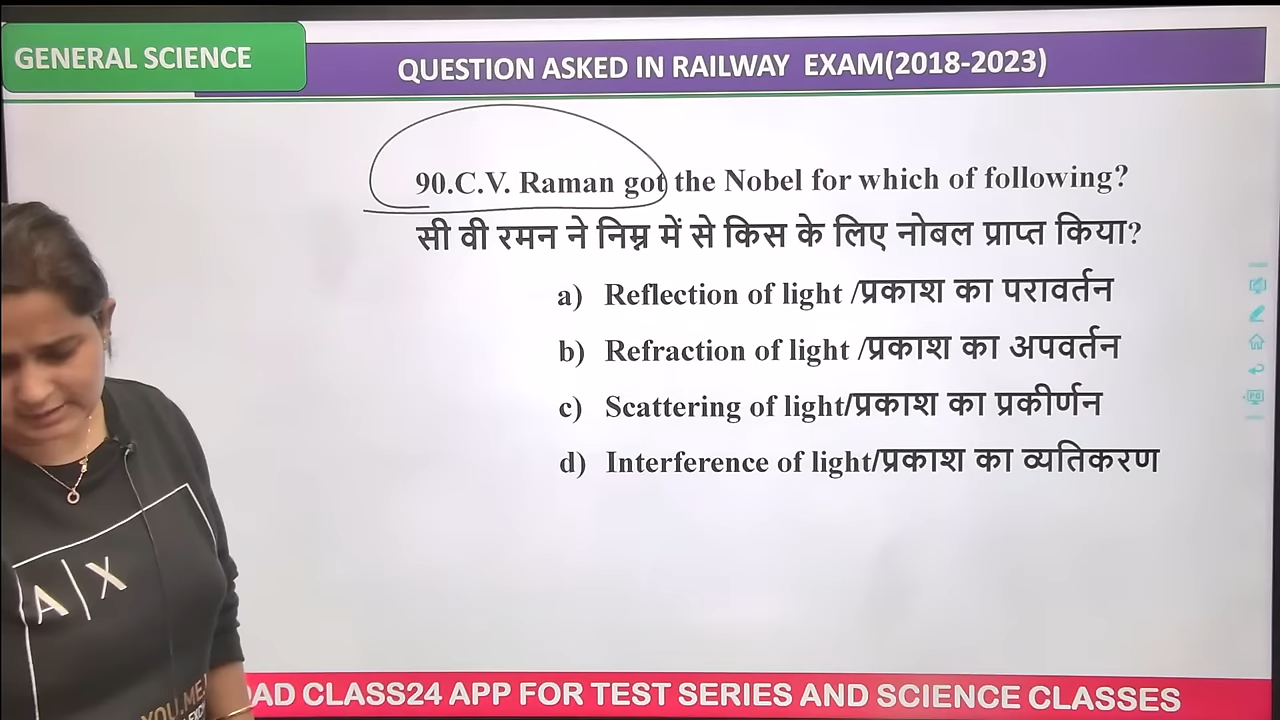 GENERAL SCIENCE
QUESTION ASKED IN RAILWAY EXAM(2018-2023)
90.C.V. Raman got the Nobel for which of following?
सी वी रमन ने निम्न में से किस के लिए नोबल प्राप्त किया?
a) Reflection of light /प्रकाश का परावर्तन
b) Refraction of light /प्रकाश का अपवर्तन
c) Scattering of light/प्रकाश का प्रकीर्णन
d) Interference of light/प्रकाश का व्यतिकरण
A|X
YOU.ME
CLASS24 APP FOR TEST SERIES AND SCIENCE CLASSES